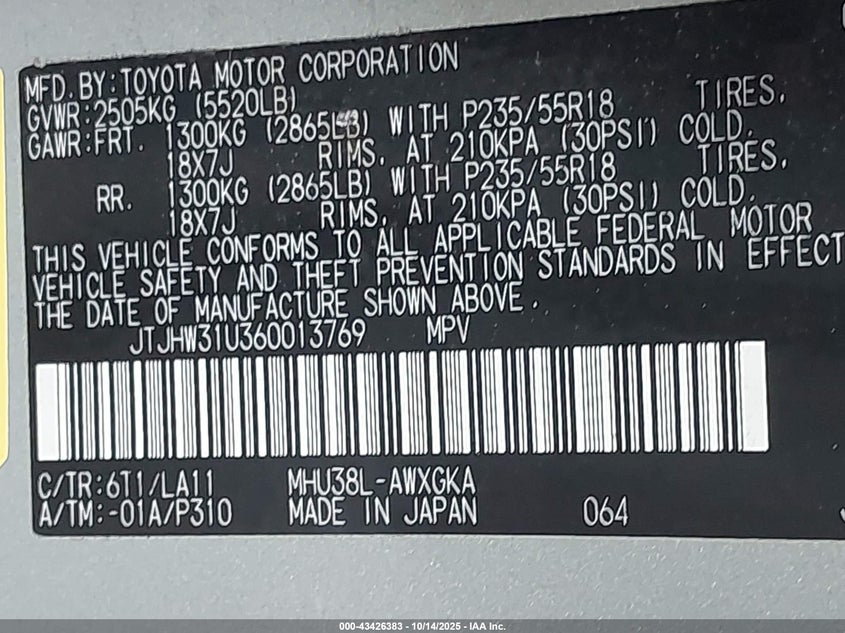 MFD. BY: TOYOTA MOTOR CORPORATION
GVWR: 2505KG (5520LB)
GAWR: FRT. 1300KG (2865LB) WITH P235/55R18 TIRES.
18X7J RIMS. AT 210KPA (30PSI) COLD.
RR. 1300KG (2865LB) WITH P235/55R18 TIRES.
18X7J RIMS. AT 210KPA (30PSI) COLD.
THIS VEHICLE CONFORMS TO ALL APPLICABLE FEDERAL MOTOR
VEHICLE SAFETY AND THEFT PREVENTION STANDARDS IN EFFECT
THE DATE OF MANUFACTURE SHOWN ABOVE.
JTJHW31U360013769 MPV
C/TR: 6T1/LA11 MHU38L-AWXGKA
A/TM: -01A/P310 MADE IN JAPAN 064
000-43426383 - 10/14/2025 - IAA Inc.